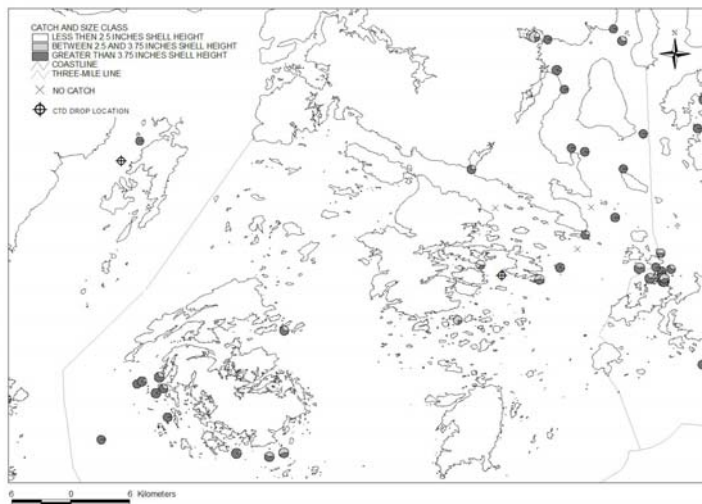 CATCH AND SIZE CLASS
LESS THEN 2.5 INCHES SHELL HEIGHT
BETWEEN 2.5 AND 3.75 INCHES SHELL HEIGHT
GREATER THAN 3.75 INCHES SHELL HEIGHT
COASTLINE
THREE-MILE LINE
NO CATCH
CTD DROP LOCATION
N
6 0 6 Kilometers